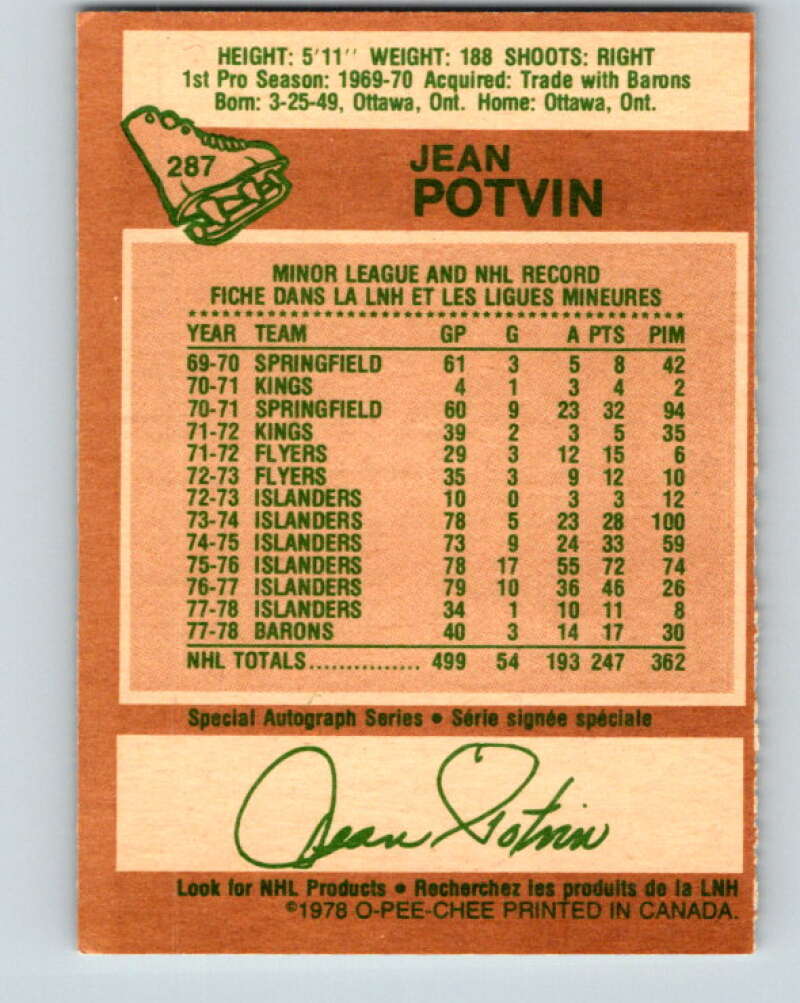 HEIGHT: 5'11'' WEIGHT: 188 SHOOTS: RIGHT
1st Pro Season: 1969-70 Acquired: Trade with Barons
Born: 3-25-49, Ottawa, Ont. Home: Ottawa, Ont.
287
JEAN
POTVIN
MINOR LEAGUE AND NHL RECORD
FICHE DANS LA LNH ET LES LIGUES MINEURES
YEAR TEAM GP G A PTS PIM
69-70 SPRINGFIELD 61 3 5 8 42
70-71 KINGS 4 1 3 4 2
70-71 SPRINGFIELD 60 9 23 32 94
71-72 KINGS 39 2 3 5 35
71-72 FLYERS 29 3 12 15 6
72-73 FLYERS 35 3 9 12 10
72-73 ISLANDERS 10 0 3 3 12
73-74 ISLANDERS 78 5 23 28 100
74-75 ISLANDERS 73 9 24 33 59
75-76 ISLANDERS 78 17 55 72 74
76-77 ISLANDERS 79 10 36 46 26
77-78 ISLANDERS 34 1 10 11 8
77-78 BARONS 40 3 14 17 30
NHL TOTALS............... 499 54 193 247 362
Special Autograph Series • Série signée spéciale
Jean Potvin
Look for NHL Products • Recherchez les produits de la LNH
©1978 O-PEE-CHEE PRINTED IN CANADA.